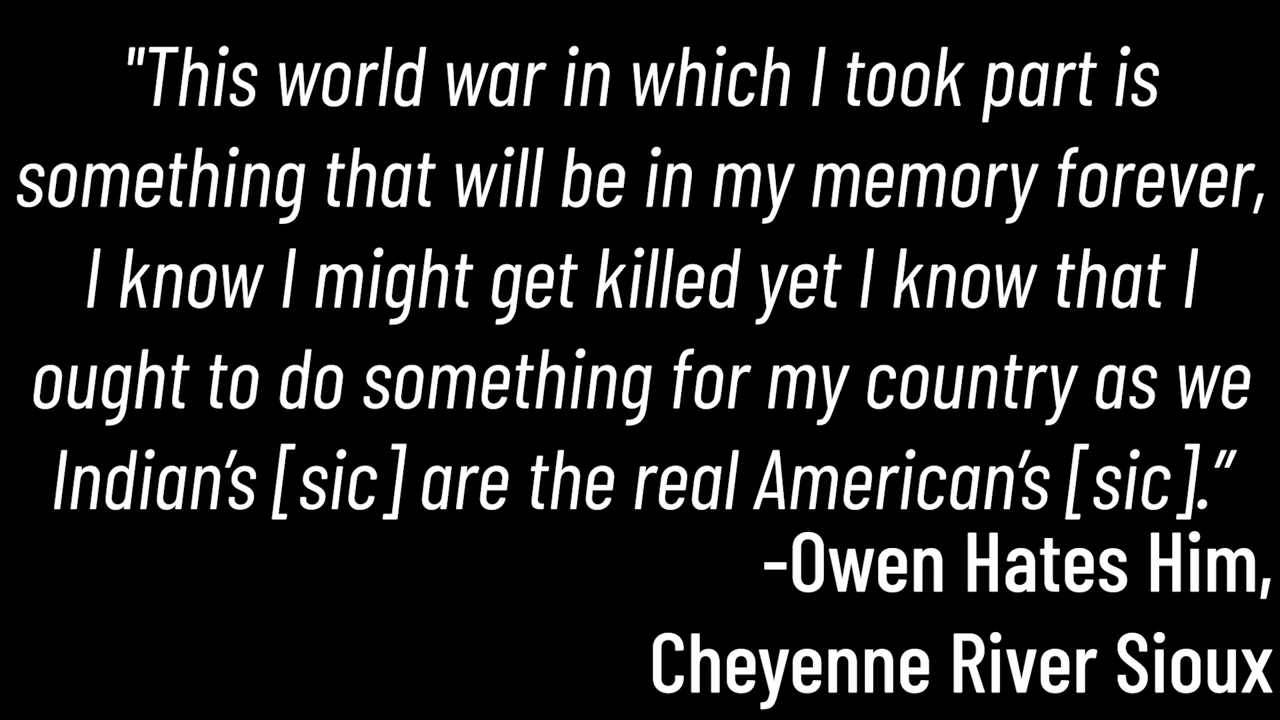 "This world war in which I took part is
something that will be in my memory forever,
I know I might get killed yet I know that I
ought to do something for my country as we
Indian’s [sic] are the real American’s [sic].”
-Owen Hates Him,
Cheyenne River Sioux